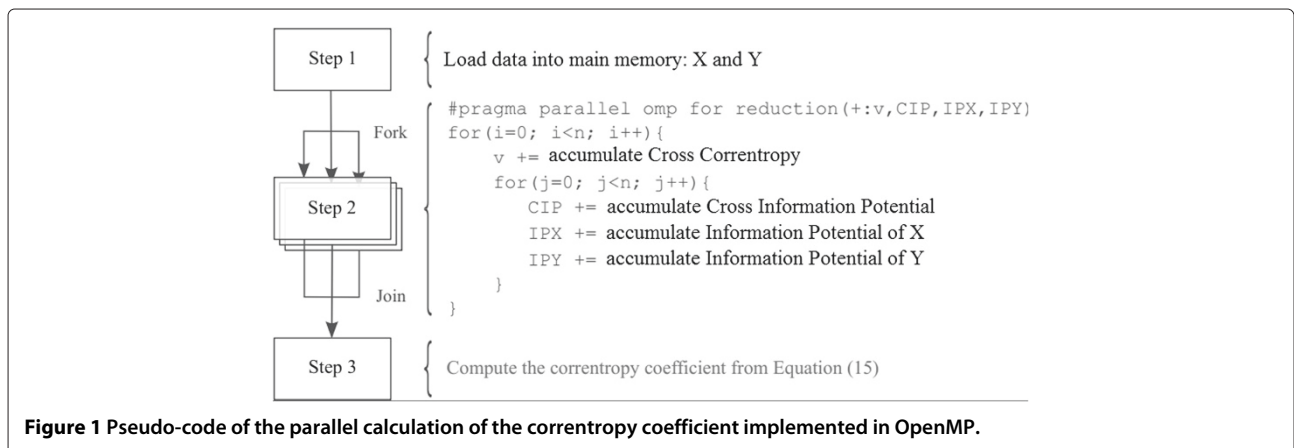 Step 1
Load data into main memory: X and Y
Fork
#pragma parallel omp for reduction(+:v,CIP,IPX,IPY)
for(i=0; i<n; i++){
v += accumulate Cross Correntropy
for(j=0; j<n; j++){
Step 2
CIP += accumulate Cross Information Potential
IPX += accumulate Information Potential of X
IPY += accumulate Information Potential of Y
}
Join
}
Step 3
Compute the correntropy coefficient from Equation (15)
Figure 1 Pseudo-code of the parallel calculation of the correntropy coefficient implemented in OpenMP.